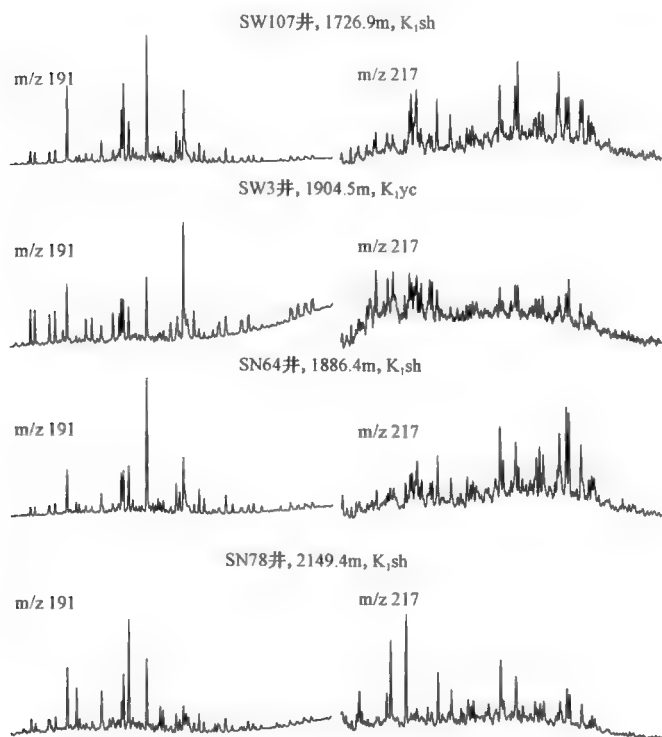 SW107井, 1726.9m, K₁sh
m/z 191
m/z 217
SW3井, 1904.5m, K₁yc
m/z 191
m/z 217
SN64井, 1886.4m, K₁sh
m/z 191
m/z 217
SN78井, 2149.4m, K₁sh
m/z 191
m/z 217